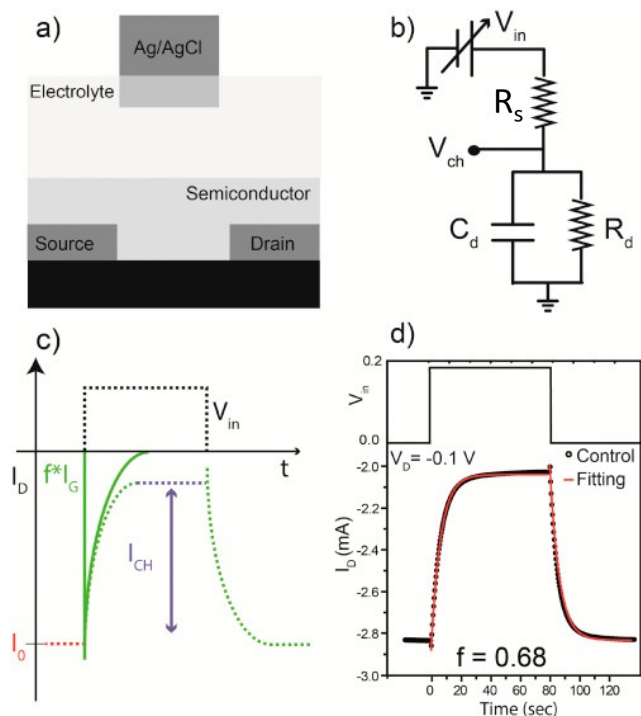 a)
Ag/AgCl
Electrolyte
Semiconductor
Source
Drain
b)
V_in
R_s
V_ch
C_d
R_d
c)
V_in
t
I_D
f*I_G
I_CH
I_0
d)
0.2
V_in
0.0
V_D = -0.1 V
Control
Fitting
-2.0
-2.2
-2.4
I_D (mA)
-2.6
-2.8
-3.0
f = 0.68
0 20 40 60 80 100 120
Time (sec)